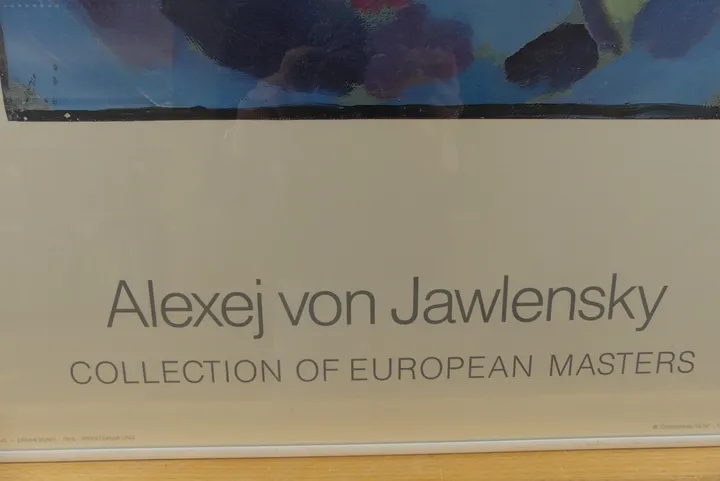 Alexej von Jawlensky
COLLECTION OF EUROPEAN MASTERS